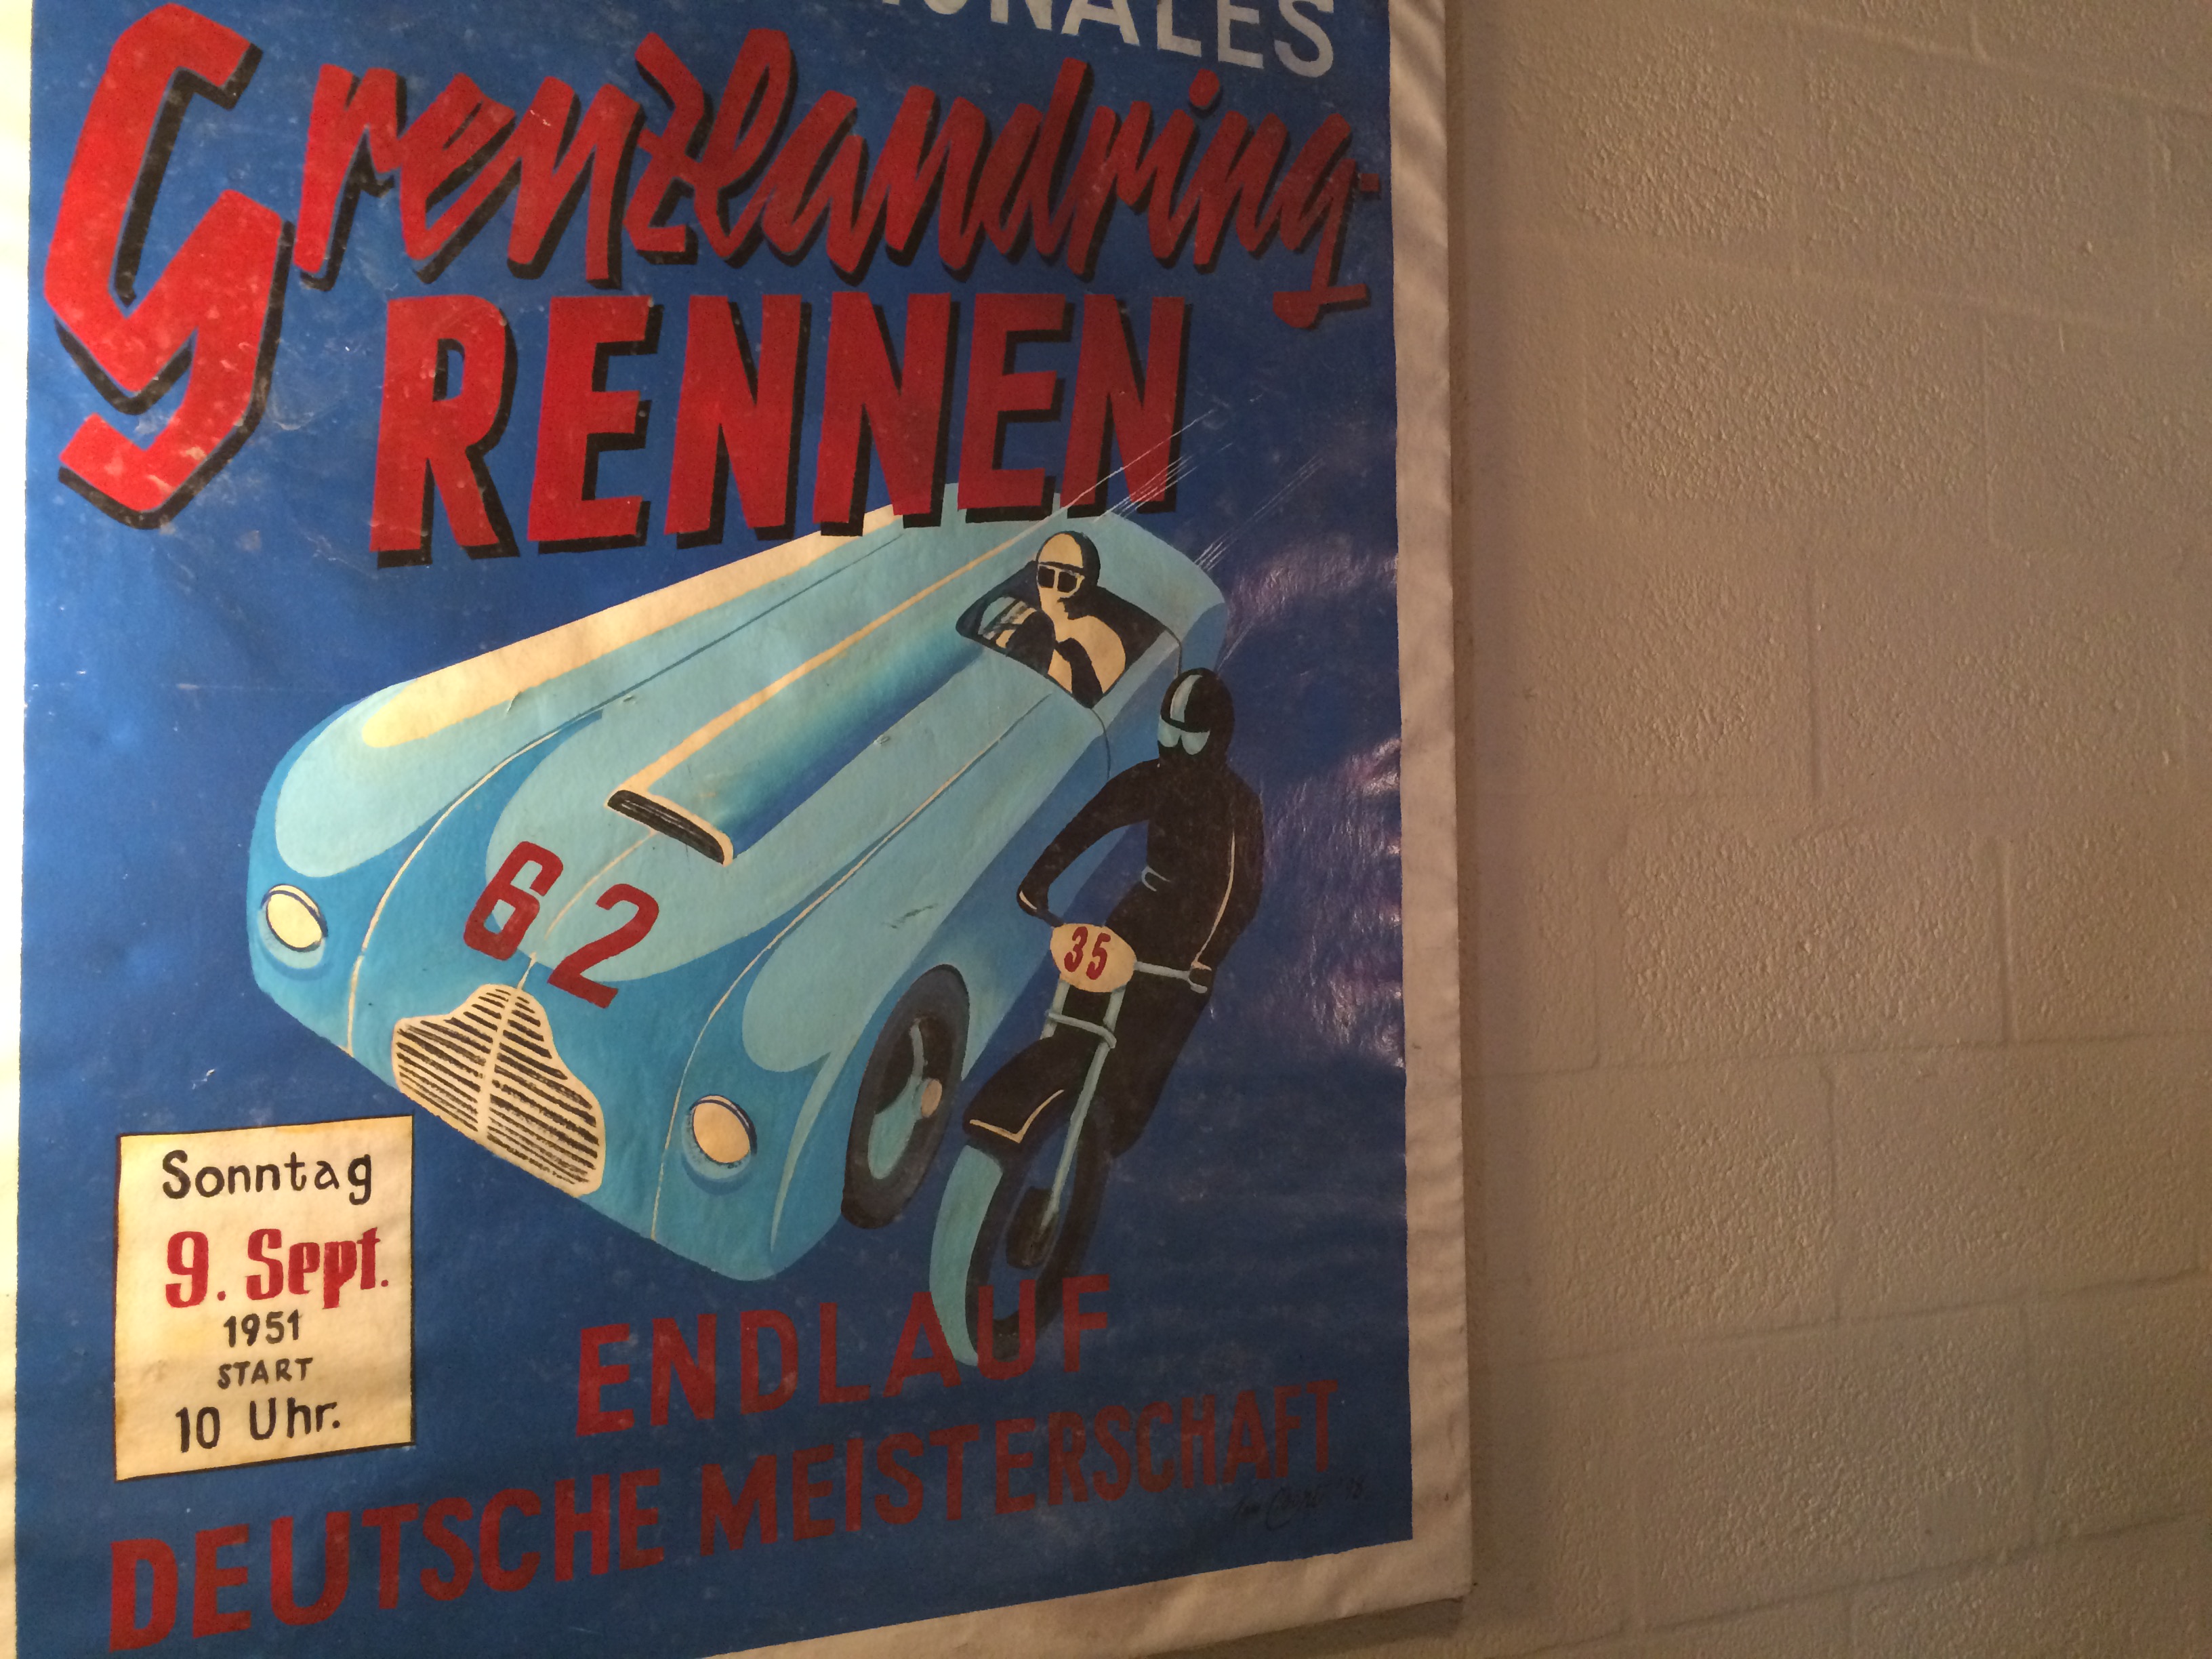 Grenzlandring-
RENNEN
62
35
Sonntag
9. Sept.
1951
START
10 Uhr.
ENDLAUF
DEUTSCHE MEISTERSCHAFT